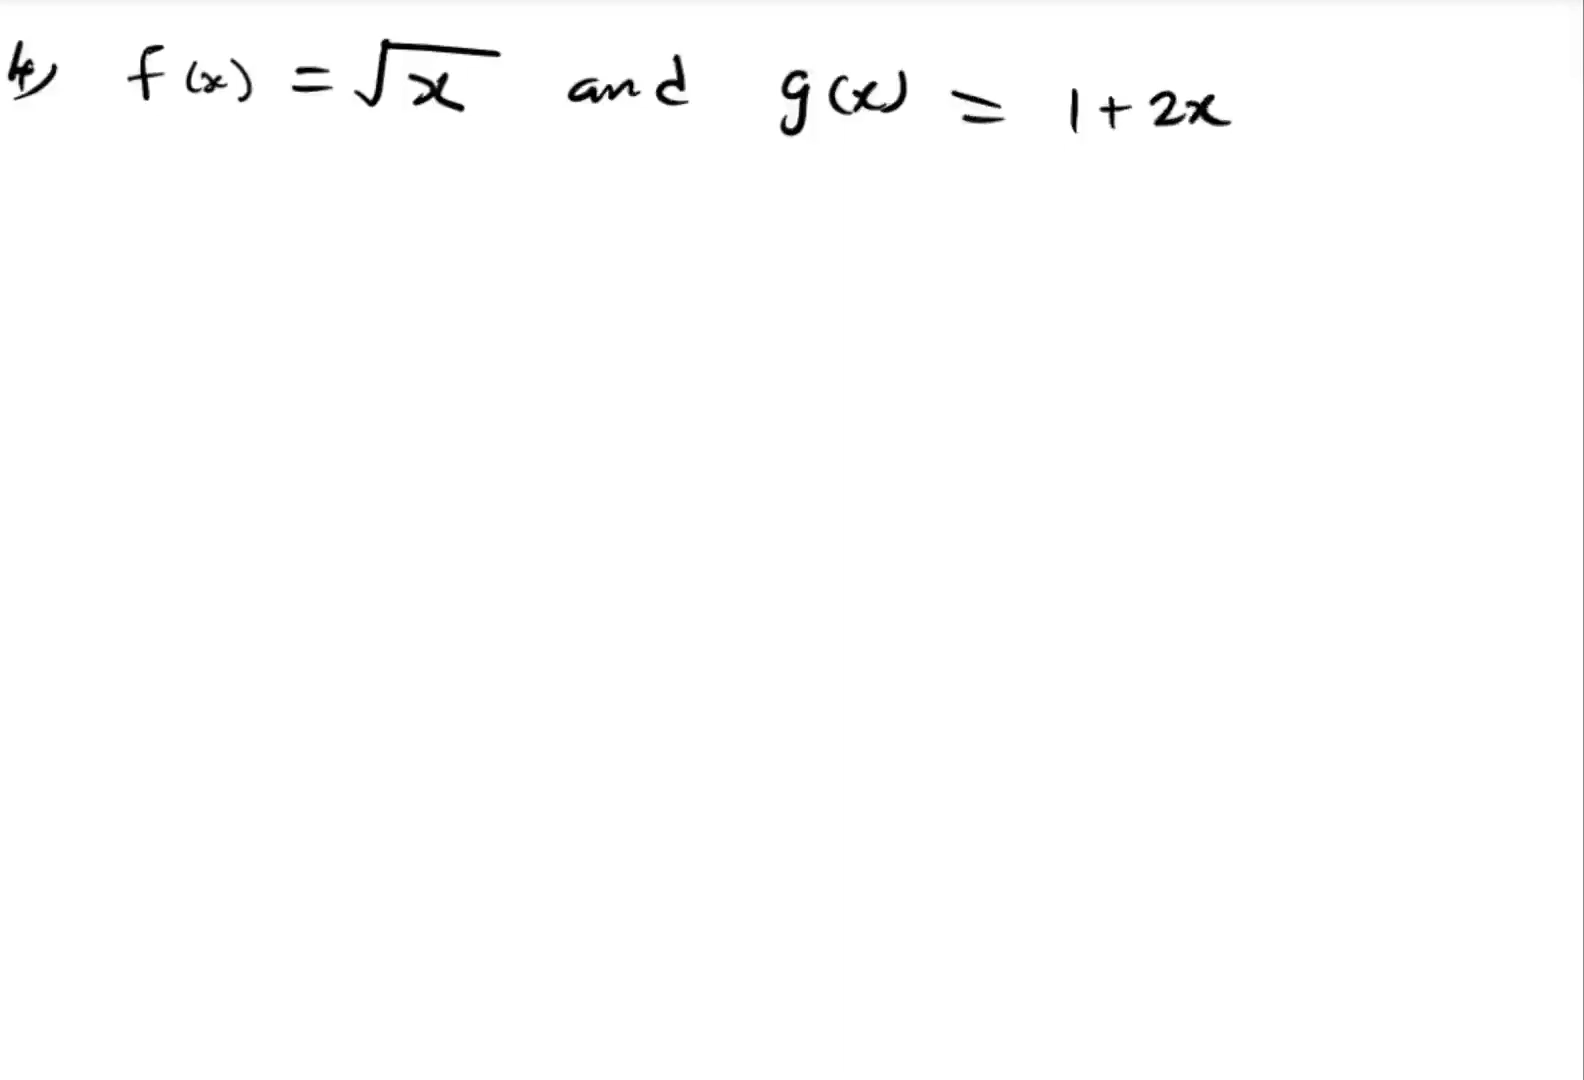 4) f(x) = √x and g(x) = 1+2x